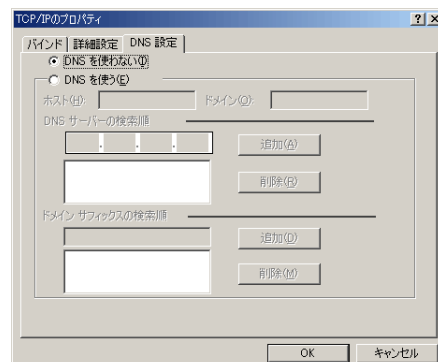 TCP/IPのプロパティ
バインド 詳細設定 DNS 設定
DNS を使わない(I)
DNS を使う(E)
ホスト(H): ドメイン(O):
DNS サーバーの検索順
追加(A)
削除(R)
ドメイン サフィックスの検索順
追加(D)
削除(M)
OK キャンセル